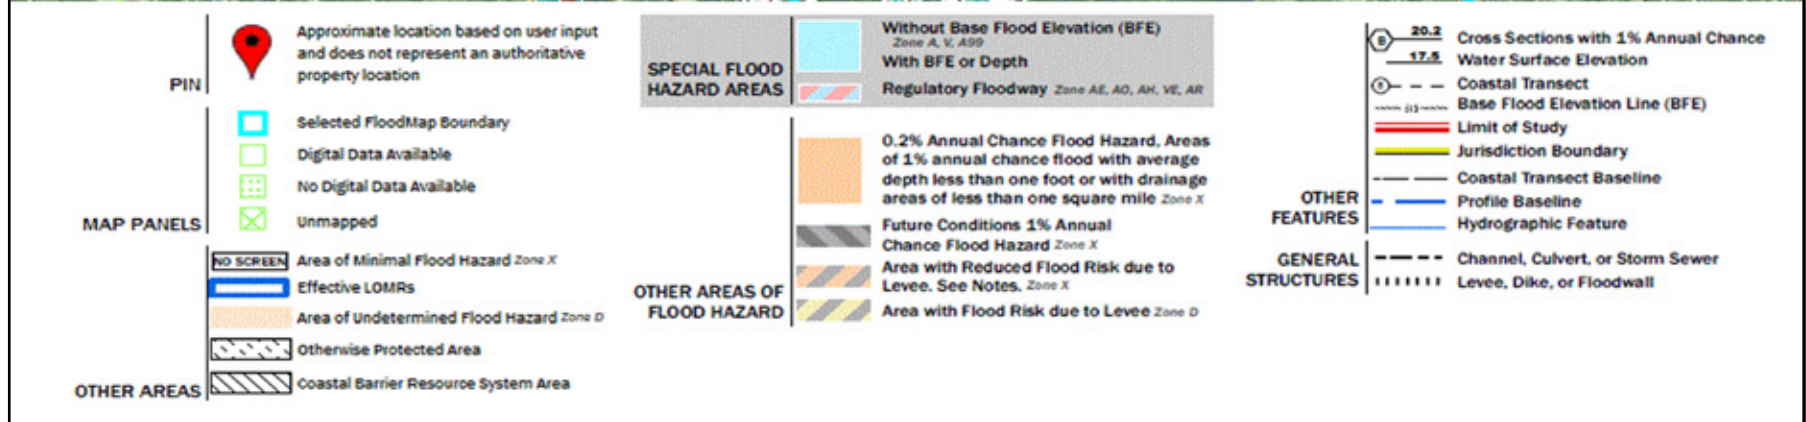 PIN
Approximate location based on user input
and does not represent an authoritative
property location
MAP PANELS
Selected FloodMap Boundary
Digital Data Available
No Digital Data Available
Unmapped
OTHER AREAS
NO SCREEN Area of Minimal Flood Hazard Zone X
Effective LOMRs
Area of Undetermined Flood Hazard Zone D
Otherwise Protected Area
Coastal Barrier Resource System Area
SPECIAL FLOOD
HAZARD AREAS
Without Base Flood Elevation (BFE)
Zone A, V, A99
With BFE or Depth
Regulatory Floodway Zone AE, AO, AH, VE, AR
OTHER AREAS OF
FLOOD HAZARD
0.2% Annual Chance Flood Hazard, Areas
of 1% annual chance flood with average
depth less than one foot or with drainage
areas of less than one square mile Zone X
Future Conditions 1% Annual
Chance Flood Hazard Zone X
Area with Reduced Flood Risk due to
Levee. See Notes. Zone X
Area with Flood Risk due to Levee Zone D
OTHER
FEATURES
B 20.2 Cross Sections with 1% Annual Chance
17.5 Water Surface Elevation
Coastal Transect
Base Flood Elevation Line (BFE)
Limit of Study
Jurisdiction Boundary
Coastal Transect Baseline
Profile Baseline
Hydrographic Feature
GENERAL
STRUCTURES
Channel, Culvert, or Storm Sewer
Levee, Dike, or Floodwall